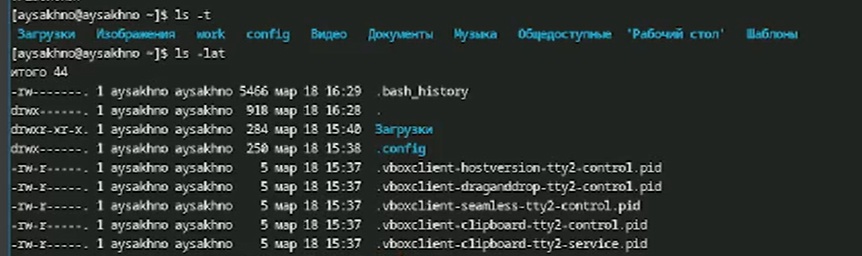 [aysakhno@aysakhno ~]$ ls -t
Загрузки Изображения work config Видео Документы Музыка Общедоступные 'Рабочий стол' Шаблоны
[aysakhno@aysakhno ~]$ ls -lat
итого 44
-rw-------. 1 aysakhno aysakhno 5466 мар 18 16:29 .bash_history
drwx------. 1 aysakhno aysakhno 918 мар 18 16:28 .
drwxr-xr-x. 1 aysakhno aysakhno 284 мар 18 15:40 Загрузки
drwx------. 1 aysakhno aysakhno 250 мар 18 15:38 .config
-rw-r-----. 1 aysakhno aysakhno 5 мар 18 15:37 .vboxclient-hostversion-tty2-control.pid
-rw-r-----. 1 aysakhno aysakhno 5 мар 18 15:37 .vboxclient-draganddrop-tty2-control.pid
-rw-r-----. 1 aysakhno aysakhno 5 мар 18 15:37 .vboxclient-seamless-tty2-control.pid
-rw-r-----. 1 aysakhno aysakhno 5 мар 18 15:37 .vboxclient-clipboard-tty2-control.pid
-rw-r-----. 1 aysakhno aysakhno 5 мар 18 15:37 .vboxclient-clipboard-tty2-service.pid